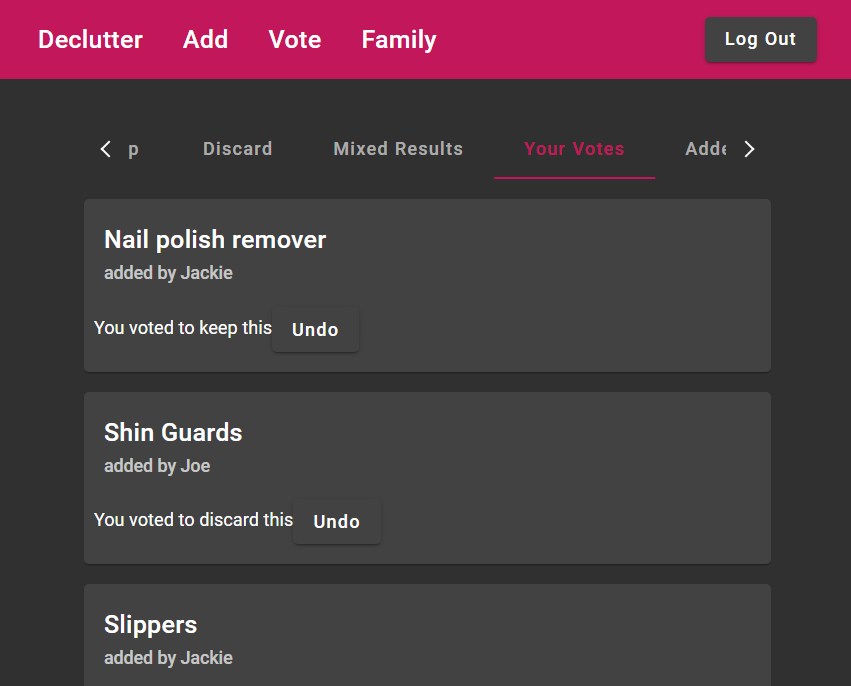 Declutter Add Vote Family Log Out
p Discard Mixed Results Your Votes Adde
Nail polish remover
added by Jackie
You voted to keep this Undo
Shin Guards
added by Joe
You voted to discard this Undo
Slippers
added by Jackie